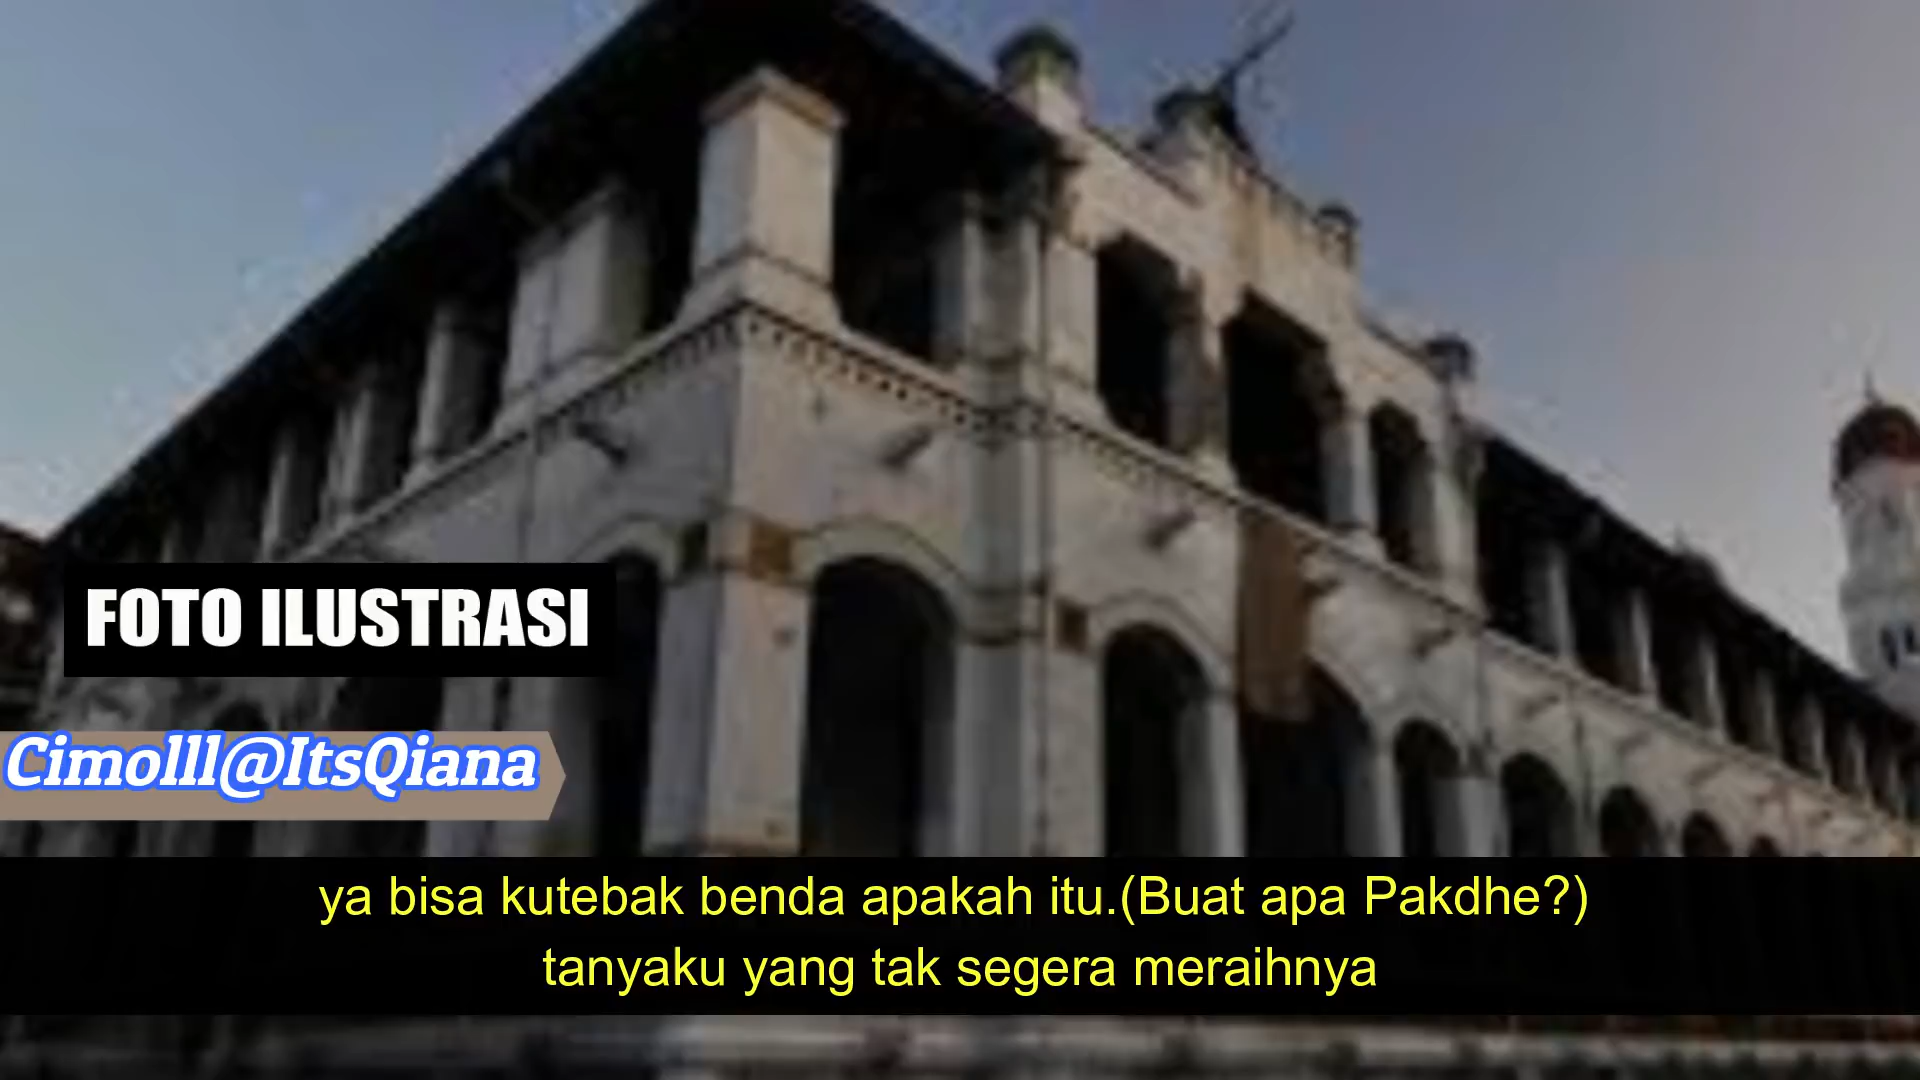 FOTO ILUSTRASI
Cimolll@ItsQiana
ya bisa kutebak benda apakah itu.(Buat apa Pakdhe?)
tanyaku yang tak segera meraihnya